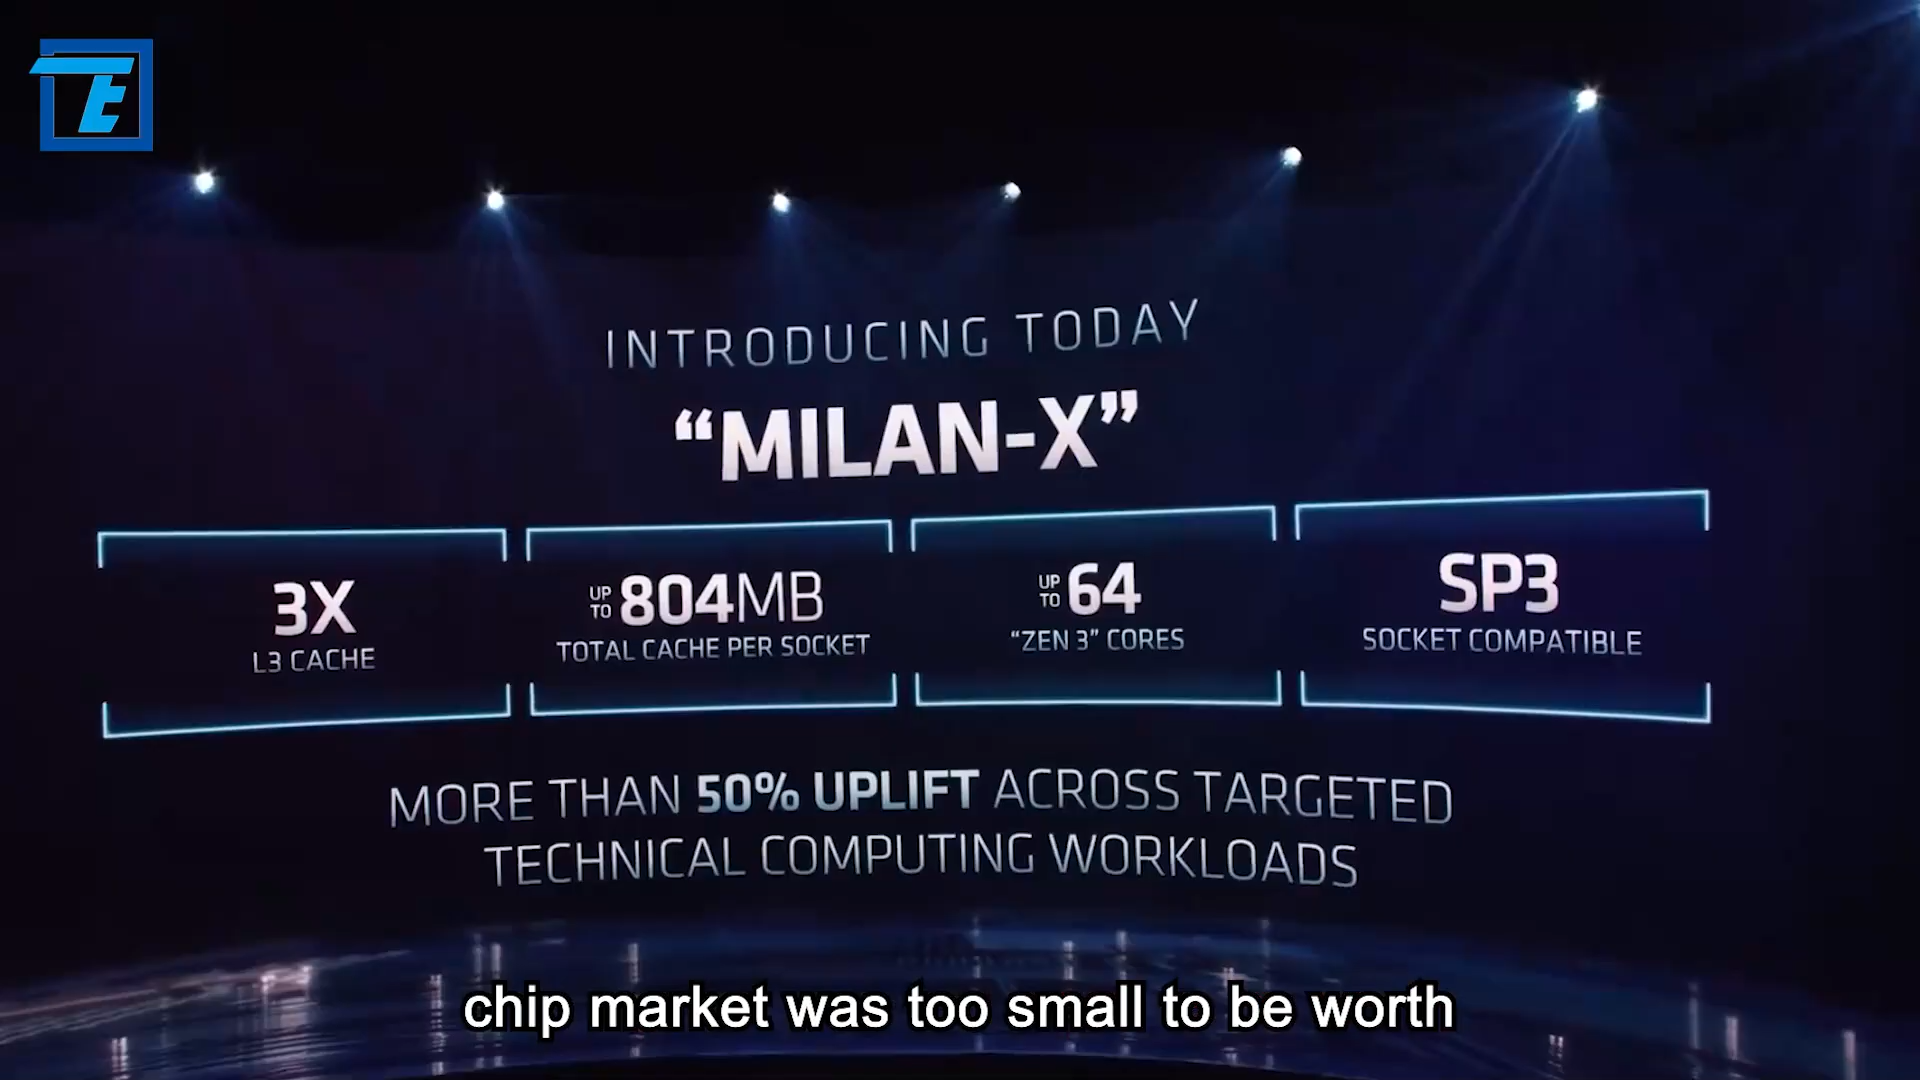 TE
INTRODUCING TODAY
“MILAN-X”
3X
L3 CACHE
UP TO 804MB
TOTAL CACHE PER SOCKET
UP TO 64
“ZEN 3” CORES
SP3
SOCKET COMPATIBLE
MORE THAN 50% UPLIFT ACROSS TARGETED
TECHNICAL COMPUTING WORKLOADS
chip market was too small to be worth